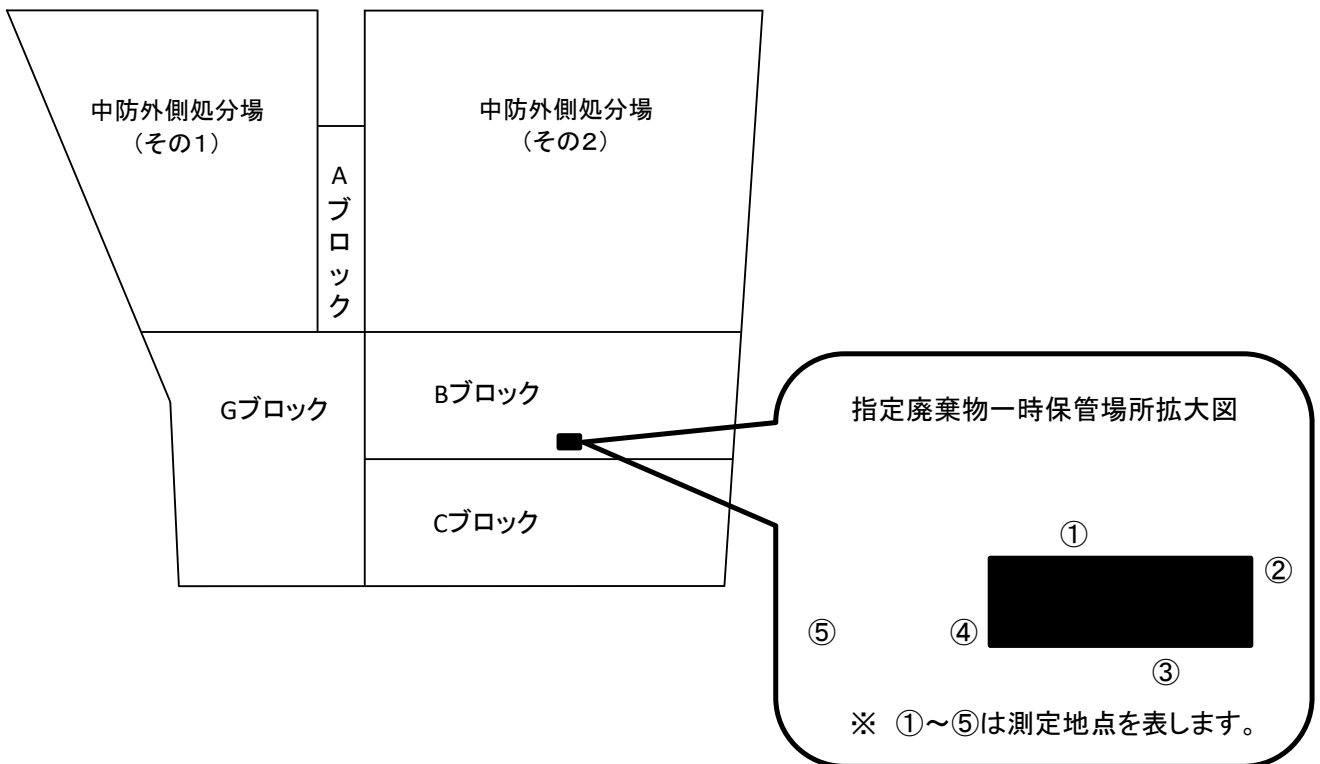 中防外側処分場
（その１）
中防外側処分場
（その２）
Aブロック
Gブロック
Bブロック
Cブロック
指定廃棄物一時保管場所拡大図
①
②
③
④
⑤
※　①～⑤は測定地点を表します。